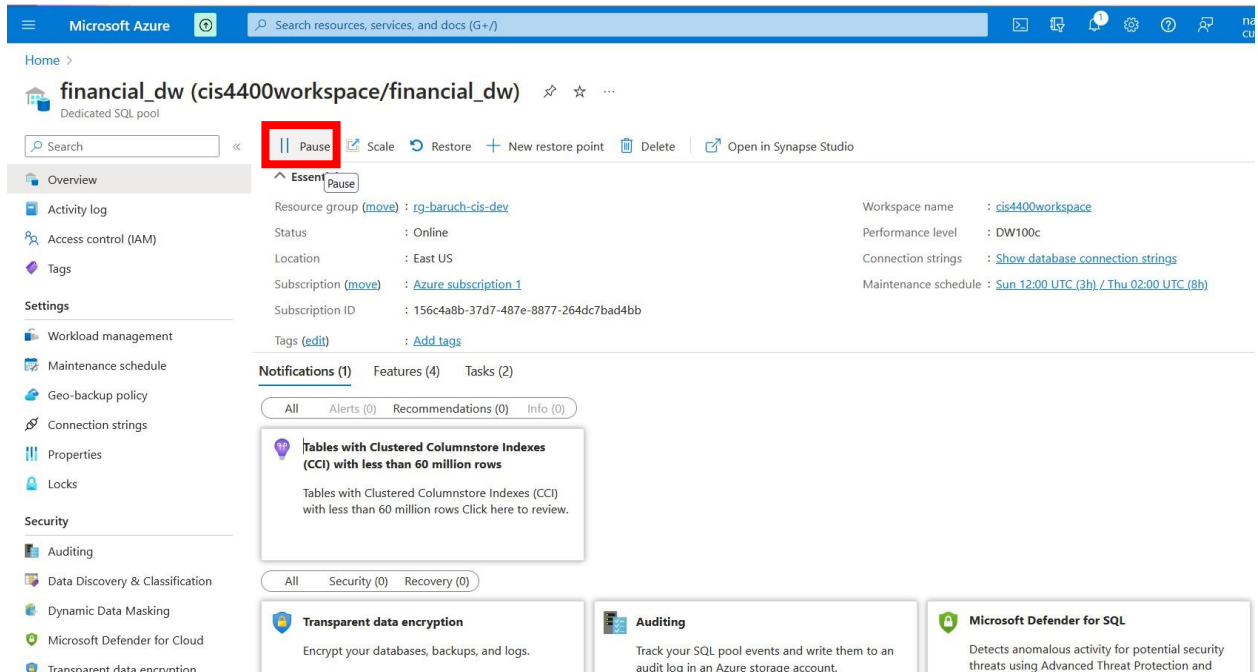 Microsoft Azure
Search resources, services, and docs (G+/)
1
na
cu
Home >
financial_dw (cis4400workspace/financial_dw)
Dedicated SQL pool
Search
«
Pause
Scale
Restore
New restore point
Delete
Open in Synapse Studio
Pause
Overview
Activity log
Access control (IAM)
Tags
Settings
Workload management
Maintenance schedule
Geo-backup policy
Connection strings
Properties
Locks
Security
Auditing
Data Discovery & Classification
Dynamic Data Masking
Microsoft Defender for Cloud
Transparent data encryption
Resource group (move) : rg-baruch-cis-dev
Status : Online
Location : East US
Subscription (move) : Azure subscription 1
Subscription ID : 156c4a8b-37d7-487e-8877-264dc7bad4bb
Tags (edit) : Add tags
Workspace name : cis4400workspace
Performance level : DW100c
Connection strings : Show database connection strings
Maintenance schedule : Sun 12:00 UTC (3h) / Thu 02:00 UTC (8h)
Notifications (1) Features (4) Tasks (2)
All Alerts (0) Recommendations (0) Info (0)
Tables with Clustered Columnstore Indexes
(CCI) with less than 60 million rows
Tables with Clustered Columnstore Indexes (CCI)
with less than 60 million rows Click here to review.
All Security (0) Recovery (0)
Transparent data encryption
Encrypt your databases, backups, and logs.
Auditing
Track your SQL pool events and write them to an
audit log in an Azure storage account.
Microsoft Defender for SQL
Detects anomalous activity for potential security
threats using Advanced Threat Protection and